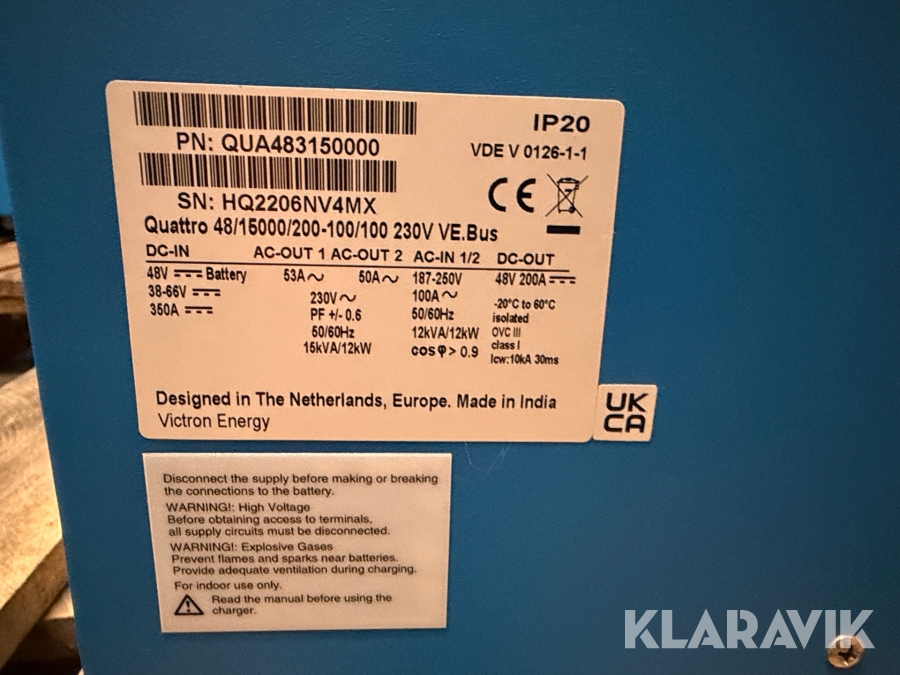 PN: QUA483150000
IP20
VDE V 0126-1-1
SN: HQ2206NV4MX
CE
Quattro 48/15000/200-100/100 230V VE.Bus
DC-IN AC-OUT 1 AC-OUT 2 AC-IN 1/2 DC-OUT
48V ⎓ Battery 53A～ 50A～ 187-250V 48V 200A⎓
38-66V ⎓ 230V～ 100A～ -20°C to 60°C
350A ⎓ PF +/- 0.6 50/60Hz isolated
50/60Hz 12kVA/12kW OVC III
15kVA/12kW cosφ> 0.9 class I
Icw:10kA 30ms
Designed in The Netherlands, Europe. Made in India
Victron Energy
UK
CA
Disconnect the supply before making or breaking
the connections to the battery.
WARNING!: High Voltage
Before obtaining access to terminals,
all supply circuits must be disconnected.
WARNING!: Explosive Gases
Prevent flames and sparks near batteries.
Provide adequate ventilation during charging.
For indoor use only.
Read the manual before using the
charger.
KLARAVIK